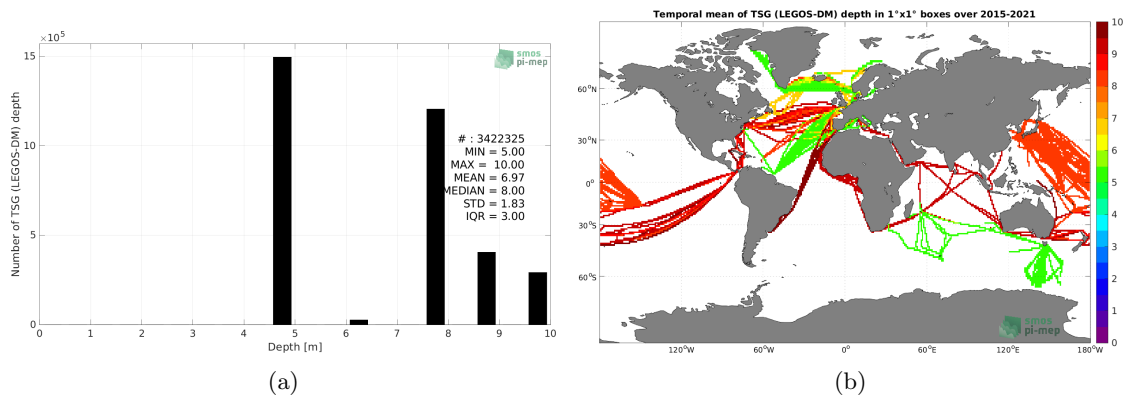 ×10⁵
15
10
5
0
Number of TSG (LEGOS-DM) depth
smos
pi-mep
# : 3422325
MIN = 5.00
MAX = 10.00
MEAN = 6.97
MEDIAN = 8.00
STD = 1.83
IQR = 3.00
0 1 2 3 4 5 6 7 8 9 10
Depth [m]
(a)
Temporal mean of TSG (LEGOS-DM) depth in 1°x1° boxes over 2015-2021
60°N
30°N
0°
30°S
60°S
120°W 60°W 0° 60°E 120°E 180°W
smos
pi-mep
10
9
8
7
6
5
4
3
2
1
0
(b)